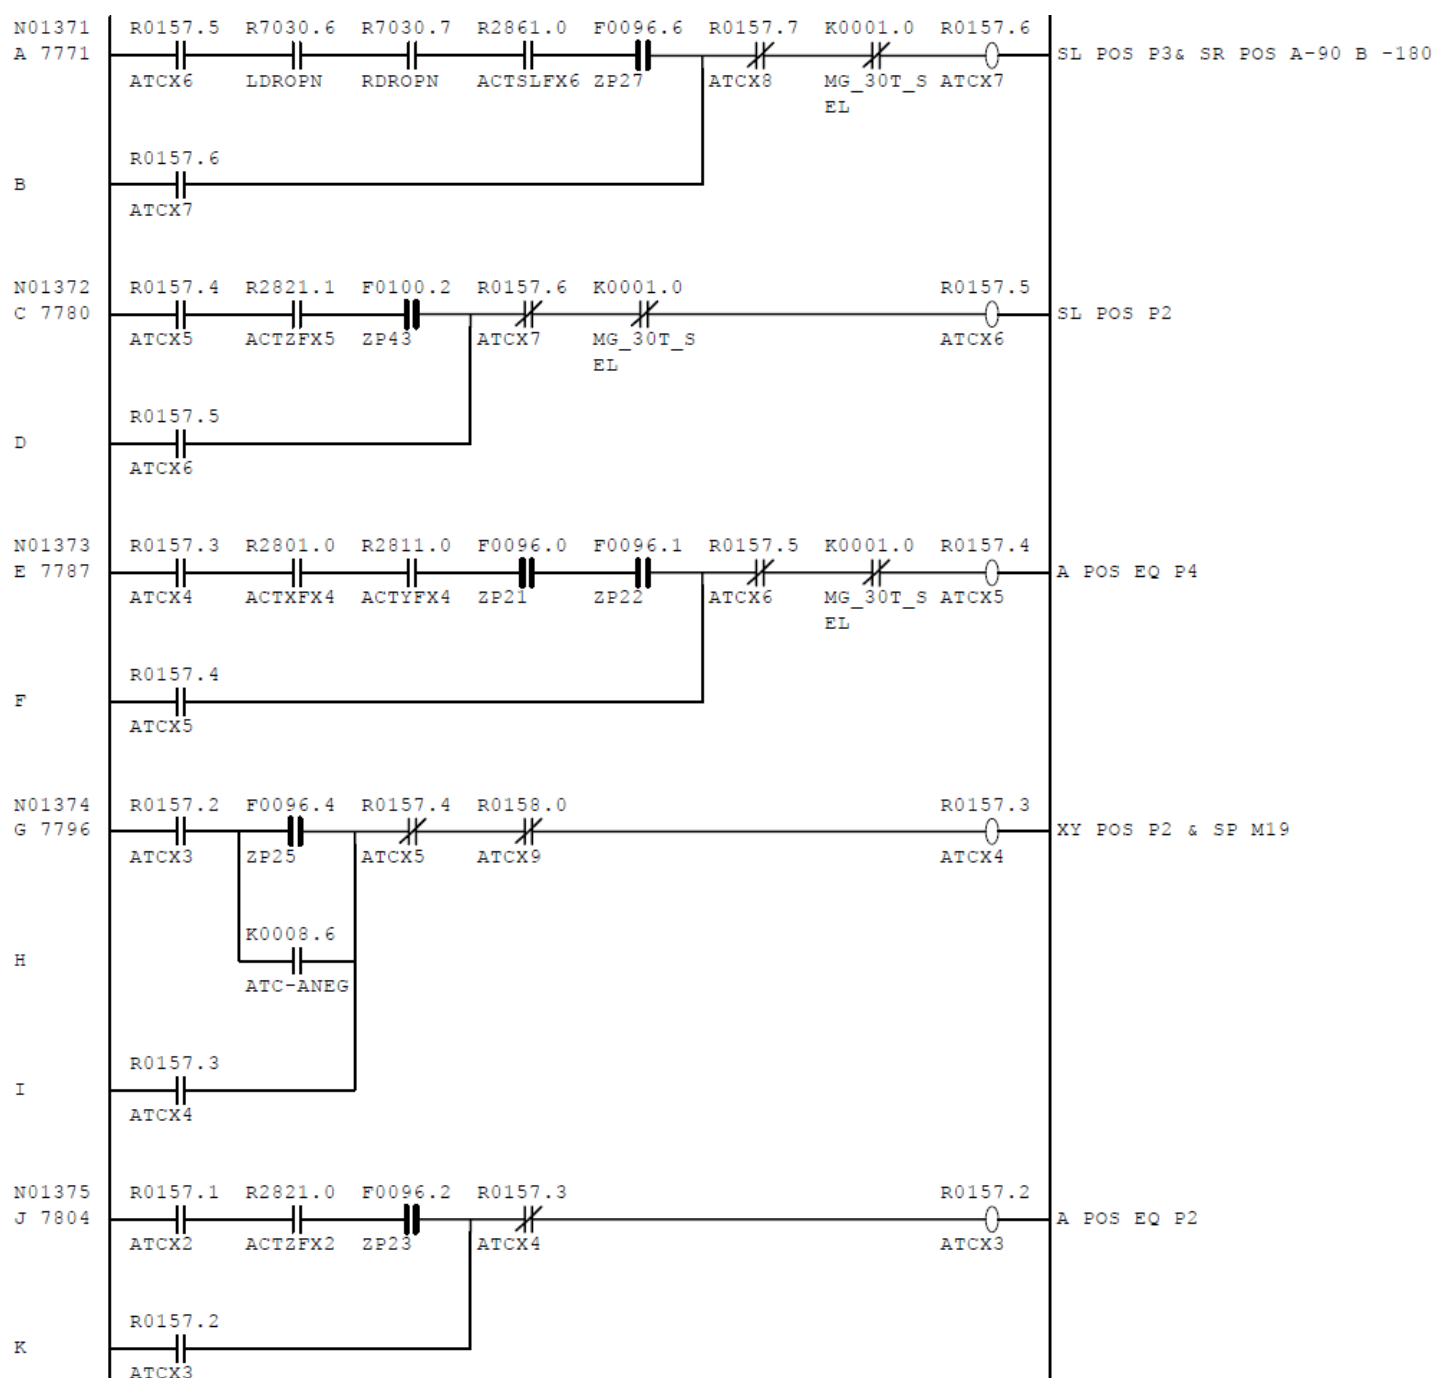 N01371 R0157.5 R7030.6 R7030.7 R2861.0 F0096.6 R0157.7 K0001.0 R0157.6
A 7771 SL POS P3& SR POS A-90 B -180
ATCX6 LDROPN RDROPN ACTSLFX6 ZP27 ATCX8 MG_30T_S ATCX7
EL
R0157.6
B
ATCX7
N01372 R0157.4 R2821.1 F0100.2 R0157.6 K0001.0 R0157.5
C 7780 SL POS P2
ATCX5 ACTZFX5 ZP43 ATCX7 MG_30T_S ATCX6
EL
R0157.5
D
ATCX6
N01373 R0157.3 R2801.0 R2811.0 F0096.0 F0096.1 R0157.5 K0001.0 R0157.4
E 7787 A POS EQ P4
ATCX4 ACTXFX4 ACTYFX4 ZP21 ZP22 ATCX6 MG_30T_S ATCX5
EL
R0157.4
F
ATCX5
N01374 R0157.2 F0096.4 R0157.4 R0158.0 R0157.3
G 7796 XY POS P2 & SP M19
ATCX3 ZP25 ATCX5 ATCX9 ATCX4
K0008.6
H
ATC-ANEG
R0157.3
I
ATCX4
N01375 R0157.1 R2821.0 F0096.2 R0157.3 R0157.2
J 7804 A POS EQ P2
ATCX2 ACTZFX2 ZP23 ATCX4 ATCX3
R0157.2
K
ATCX3